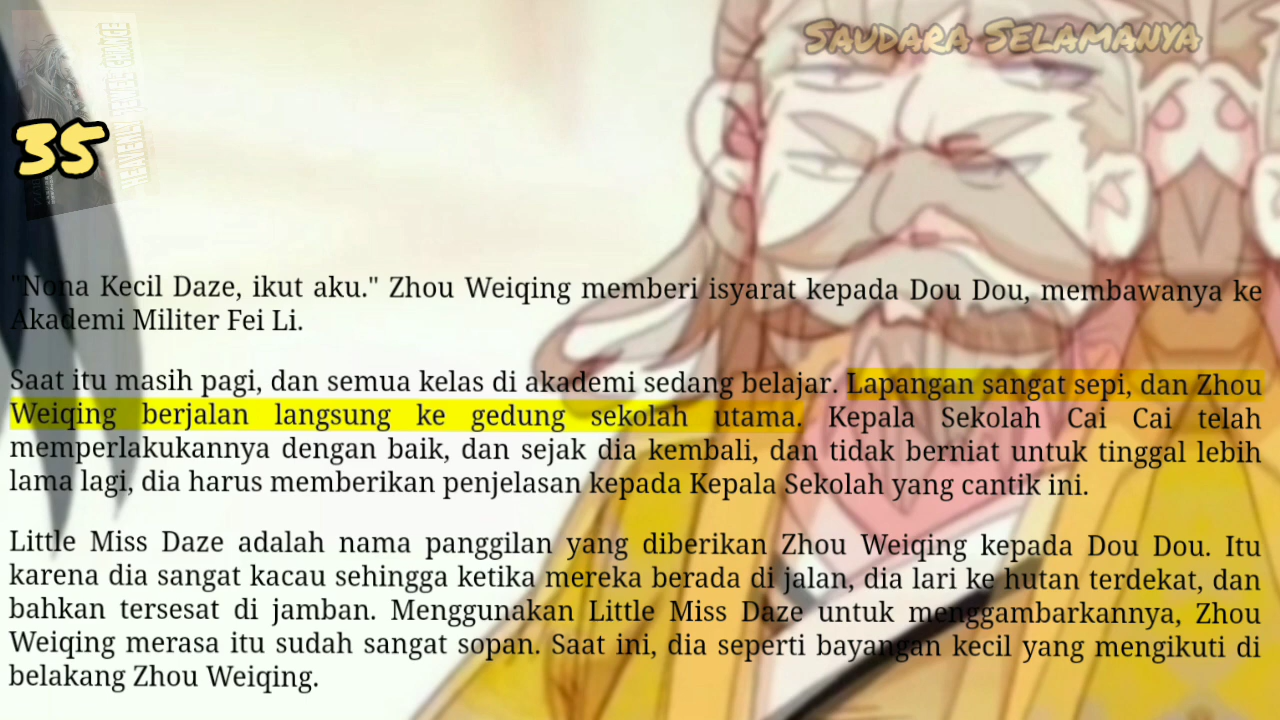 Saudara Selamanya
35
HEAVENLY JEWEL CHANGE
"Nona Kecil Daze, ikut aku." Zhou Weiqing memberi isyarat kepada Dou Dou, membawanya ke
Akademi Militer Fei Li.
Saat itu masih pagi, dan semua kelas di akademi sedang belajar. Lapangan sangat sepi, dan Zhou
Weiqing berjalan langsung ke gedung sekolah utama. Kepala Sekolah Cai Cai telah
memperlakukannya dengan baik, dan sejak dia kembali, dan tidak berniat untuk tinggal lebih
lama lagi, dia harus memberikan penjelasan kepada Kepala Sekolah yang cantik ini.
Little Miss Daze adalah nama panggilan yang diberikan Zhou Weiqing kepada Dou Dou. Itu
karena dia sangat kacau sehingga ketika mereka berada di jalan, dia lari ke hutan terdekat, dan
bahkan tersesat di jamban. Menggunakan Little Miss Daze untuk menggambarkannya, Zhou
Weiqing merasa itu sudah sangat sopan. Saat ini, dia seperti bayangan kecil yang mengikuti di
belakang Zhou Weiqing.